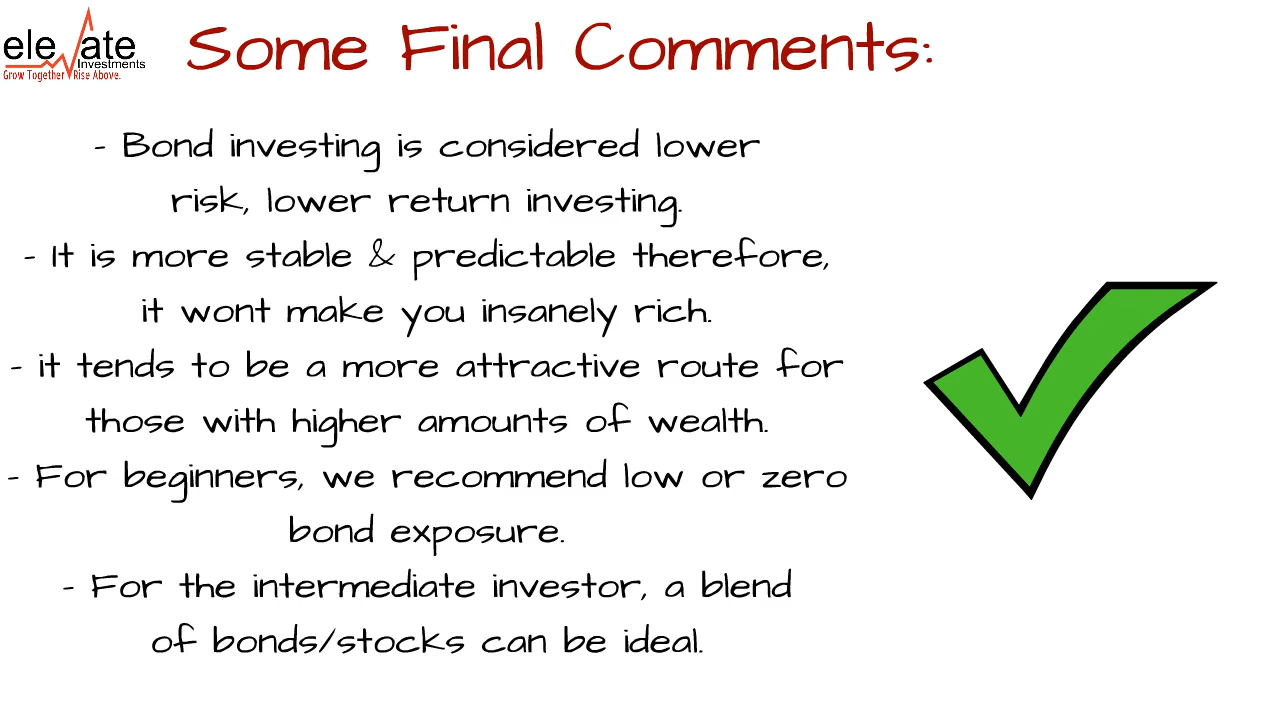 elevate
Investments
Grow Together Rise Above.
Some Final Comments:
- Bond investing is considered lower
risk, lower return investing.
- It is more stable & predictable therefore,
it wont make you insanely rich.
- it tends to be a more attractive route for
those with higher amounts of wealth.
- For beginners, we recommend low or zero
bond exposure.
- For the intermediate investor, a blend
of bonds/stocks can be ideal.